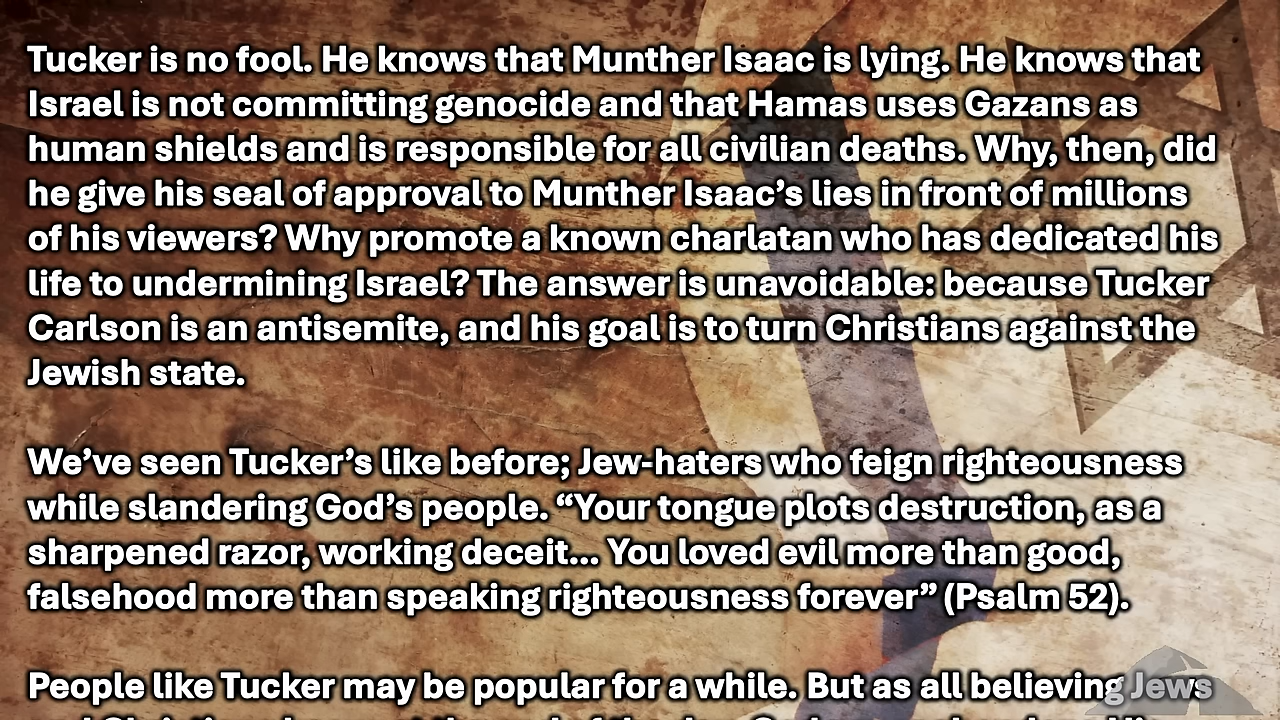 Tucker is no fool. He knows that Munther Isaac is lying. He knows that
Israel is not committing genocide and that Hamas uses Gazans as
human shields and is responsible for all civilian deaths. Why, then, did
he give his seal of approval to Munther Isaac’s lies in front of millions
of his viewers? Why promote a known charlatan who has dedicated his
life to undermining Israel? The answer is unavoidable: because Tucker
Carlson is an antisemite, and his goal is to turn Christians against the
Jewish state.
We’ve seen Tucker’s like before; Jew-haters who feign righteousness
while slandering God’s people. “Your tongue plots destruction, as a
sharpened razor, working deceit... You loved evil more than good,
falsehood more than speaking righteousness forever” (Psalm 52).
People like Tucker may be popular for a while. But as all believing Jews